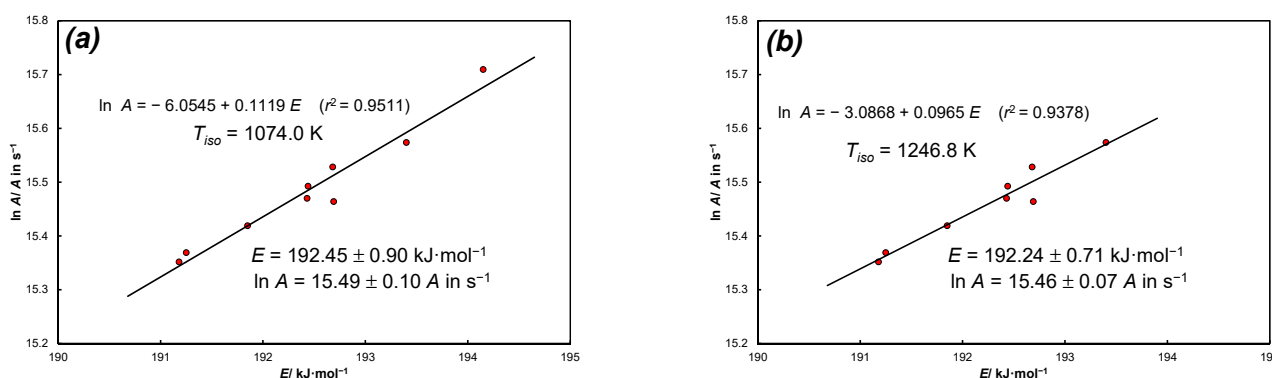 (a)
15.8
15.7
15.6
15.5
15.4
15.3
15.2
ln A/ A in s⁻¹
ln A = − 6.0545 + 0.1119 E (r² = 0.9511)
T_iso = 1074.0 K
E = 192.45 ± 0.90 kJ·mol⁻¹
ln A = 15.49 ± 0.10 A in s⁻¹
190 191 192 193 194 195
E/ kJ·mol⁻¹
(b)
15.8
15.7
15.6
15.5
15.4
15.3
15.2
ln A/ A in s⁻¹
ln A = − 3.0868 + 0.0965 E (r² = 0.9378)
T_iso = 1246.8 K
E = 192.24 ± 0.71 kJ·mol⁻¹
ln A = 15.46 ± 0.07 A in s⁻¹
190 191 192 193 194
E/ kJ·mol⁻¹